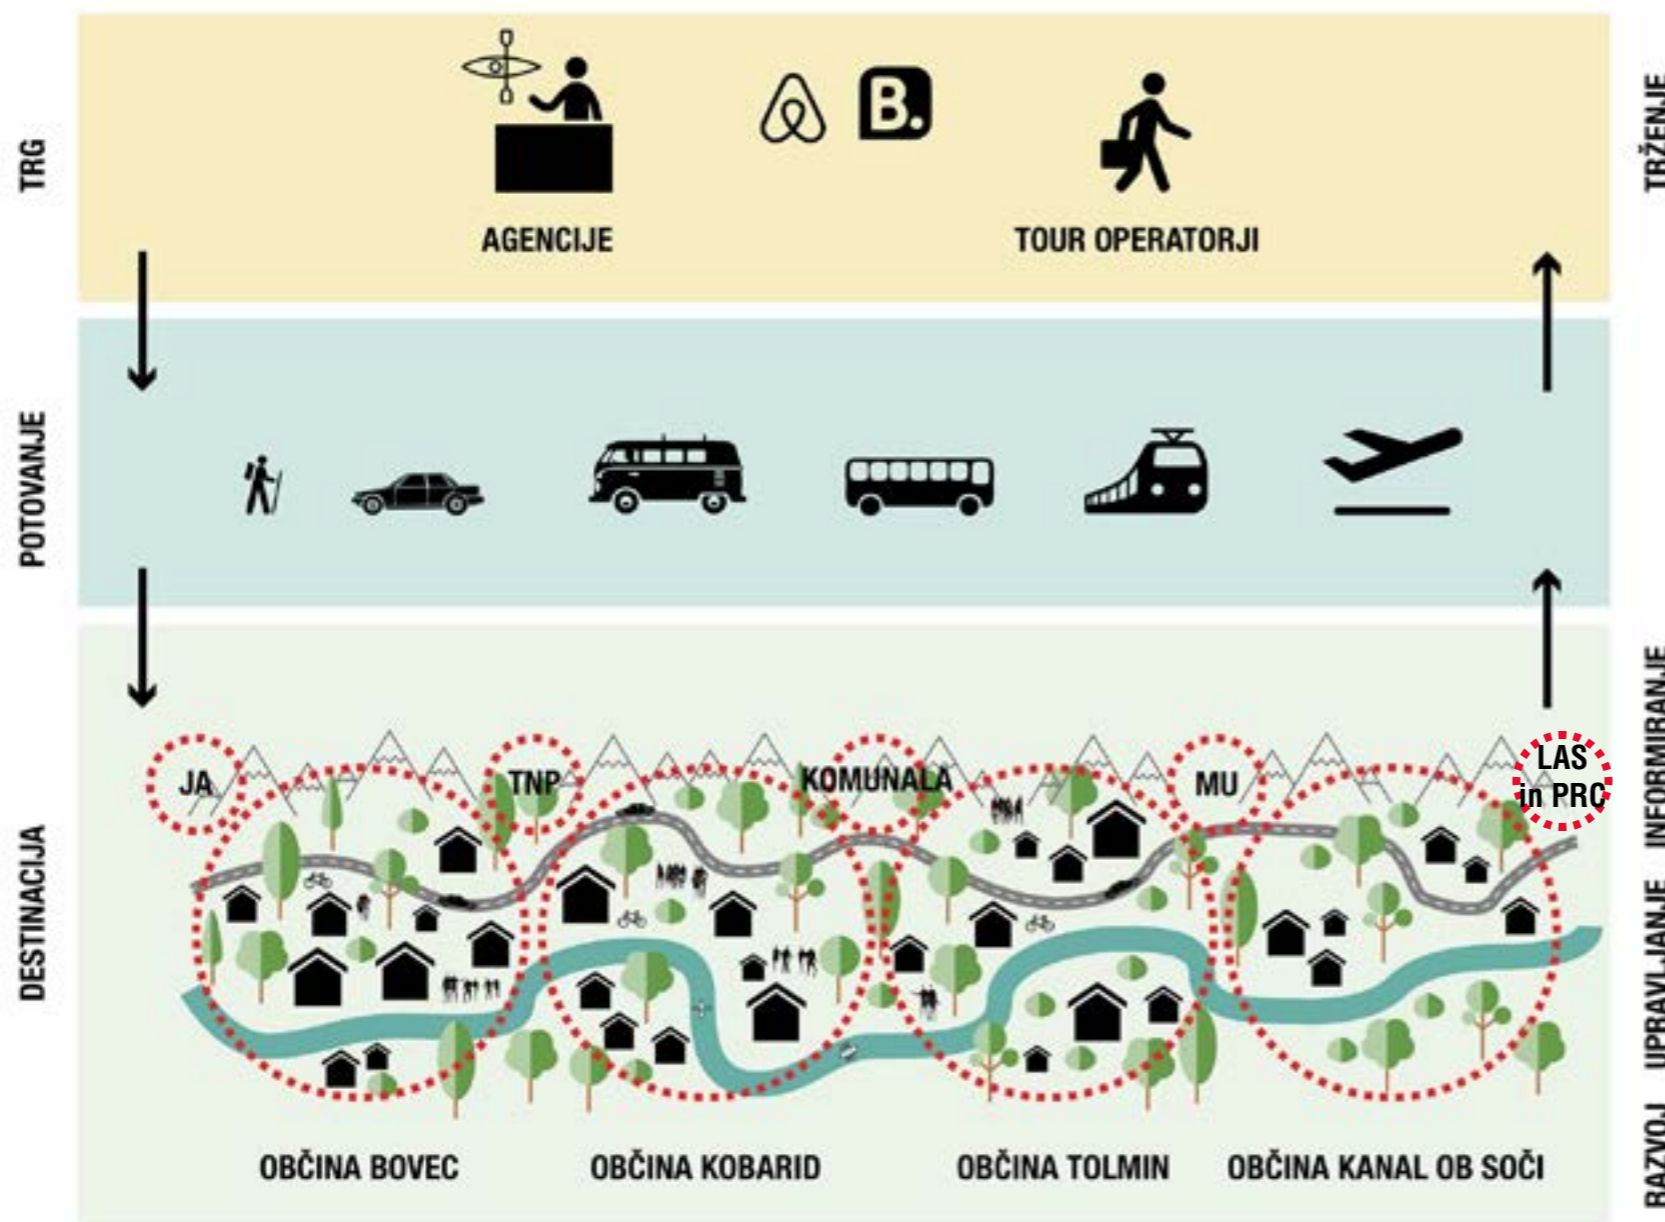 TRG
AGENCIJE
B.
TOUR OPERATORJI
TRŽENJE
POTOVANJE
DESTINACIJA
JA
TNP
KOMUNALA
MU
LAS
in PRC
OBČINA BOVEC
OBČINA KOBARID
OBČINA TOLMIN
OBČINA KANAL OB SOČI
RAZVOJ UPRAVLJANJE INFORMIRANJE